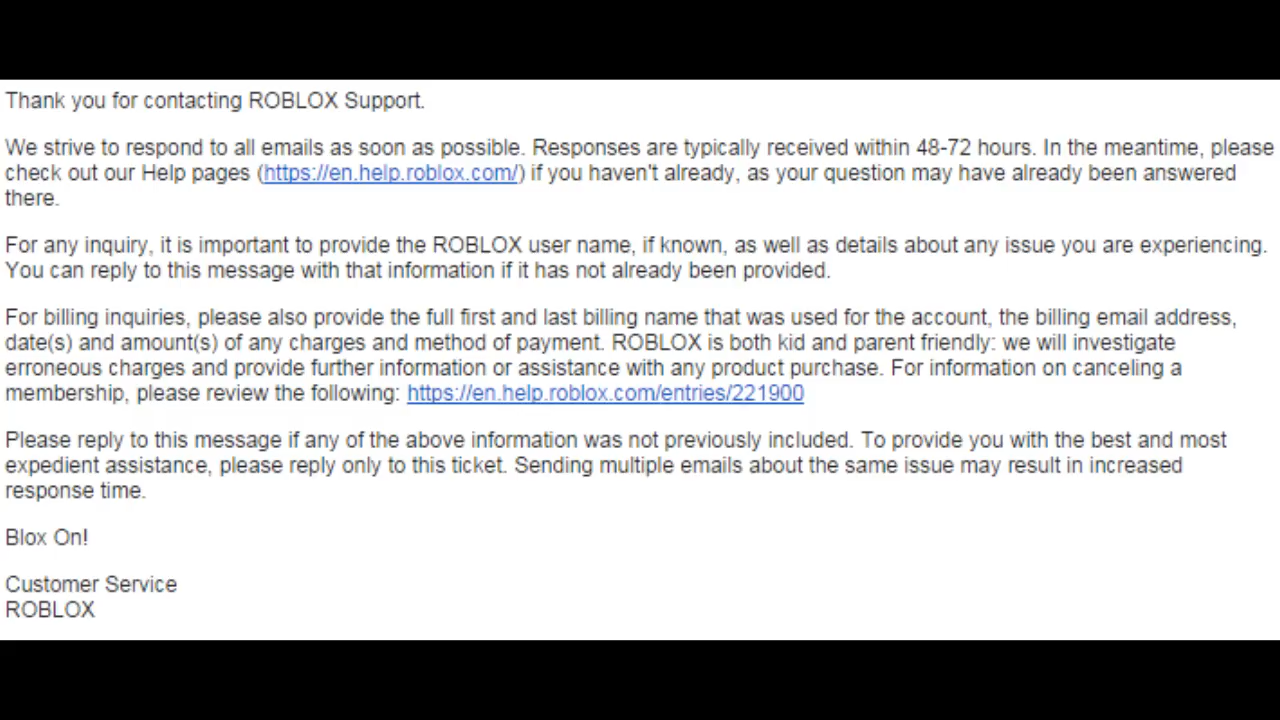 Thank you for contacting ROBLOX Support.
We strive to respond to all emails as soon as possible. Responses are typically received within 48-72 hours. In the meantime, please
check out our Help pages (https://en.help.roblox.com/) if you haven't already, as your question may have already been answered
there.
For any inquiry, it is important to provide the ROBLOX user name, if known, as well as details about any issue you are experiencing.
You can reply to this message with that information if it has not already been provided.
For billing inquiries, please also provide the full first and last billing name that was used for the account, the billing email address,
date(s) and amount(s) of any charges and method of payment. ROBLOX is both kid and parent friendly: we will investigate
erroneous charges and provide further information or assistance with any product purchase. For information on canceling a
membership, please review the following: https://en.help.roblox.com/entries/221900
Please reply to this message if any of the above information was not previously included. To provide you with the best and most
expedient assistance, please reply only to this ticket. Sending multiple emails about the same issue may result in increased
response time.
Blox On!
Customer Service
ROBLOX